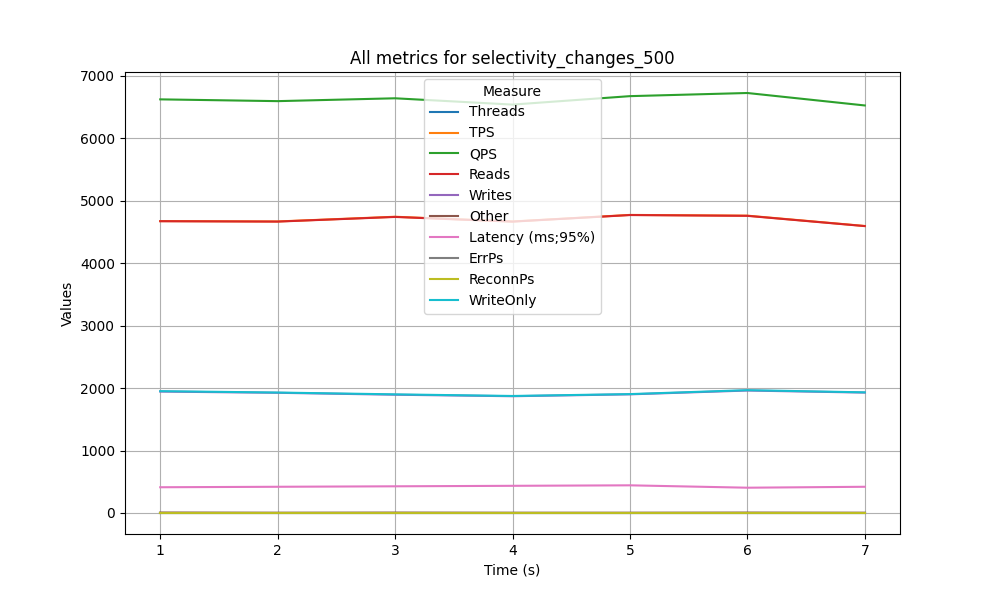 All metrics for selectivity_changes_500
7000
6000
5000
4000
3000
2000
1000
0
Values
Measure
Threads
TPS
QPS
Reads
Writes
Other
Latency (ms;95%)
ErrPs
ReconnPs
WriteOnly
1 2 3 4 5 6 7
Time (s)